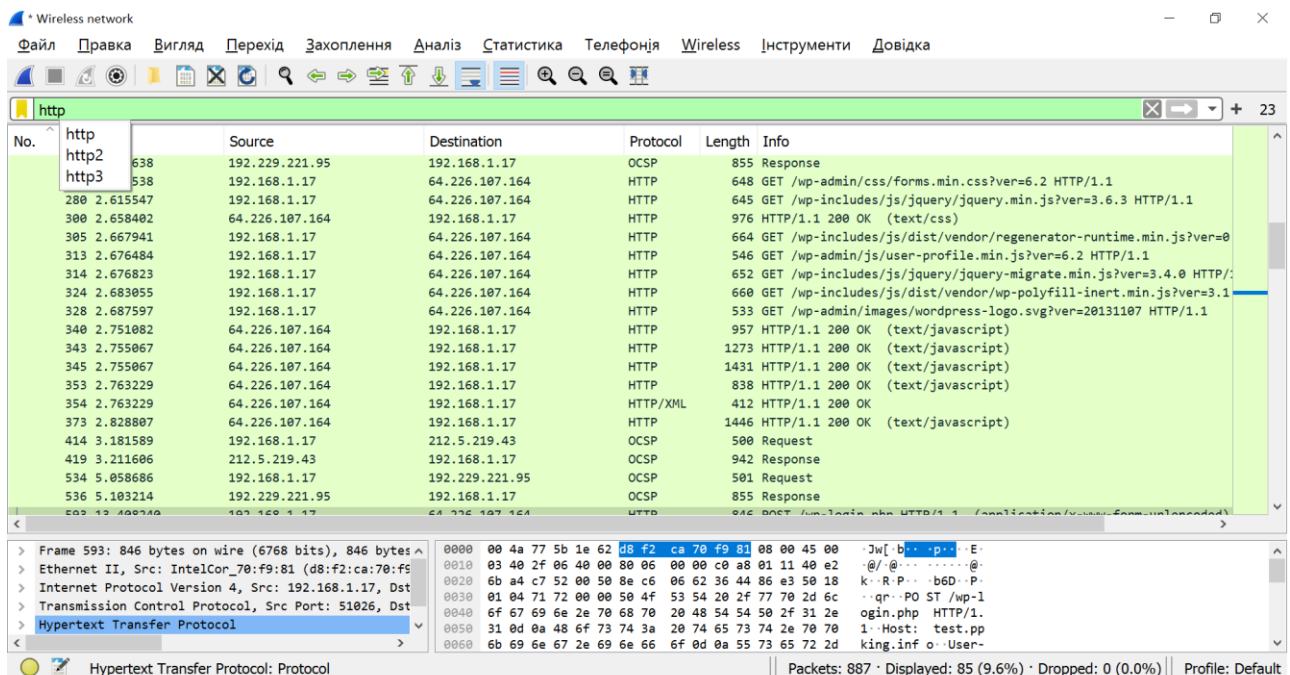 * Wireless network
Файл Правка Вигляд Перехід Захоплення Аналіз Статистика Телефонія Wireless Інструменти Довідка
http
+ 23
http
http2
http3
No. Source Destination Protocol Length Info
638 192.229.221.95 192.168.1.17 OCSP 855 Response
538 192.168.1.17 64.226.107.164 HTTP 648 GET /wp-admin/css/forms.min.css?ver=6.2 HTTP/1.1
280 2.615547 192.168.1.17 64.226.107.164 HTTP 645 GET /wp-includes/js/jquery/jquery.min.js?ver=3.6.3 HTTP/1.1
300 2.658402 64.226.107.164 192.168.1.17 HTTP 976 HTTP/1.1 200 OK (text/css)
305 2.667941 192.168.1.17 64.226.107.164 HTTP 664 GET /wp-includes/js/dist/vendor/regenerator-runtime.min.js?ver=0
313 2.676484 192.168.1.17 64.226.107.164 HTTP 546 GET /wp-admin/js/user-profile.min.js?ver=6.2 HTTP/1.1
314 2.676823 192.168.1.17 64.226.107.164 HTTP 652 GET /wp-includes/js/jquery/jquery-migrate.min.js?ver=3.4.0 HTTP/
324 2.683055 192.168.1.17 64.226.107.164 HTTP 660 GET /wp-includes/js/dist/vendor/wp-polyfill-inert.min.js?ver=3.1
328 2.687597 192.168.1.17 64.226.107.164 HTTP 533 GET /wp-admin/images/wordpress-logo.svg?ver=20131107 HTTP/1.1
340 2.751082 64.226.107.164 192.168.1.17 HTTP 957 HTTP/1.1 200 OK (text/javascript)
343 2.755067 64.226.107.164 192.168.1.17 HTTP 1273 HTTP/1.1 200 OK (text/javascript)
345 2.755067 64.226.107.164 192.168.1.17 HTTP 1431 HTTP/1.1 200 OK (text/javascript)
353 2.763229 64.226.107.164 192.168.1.17 HTTP 838 HTTP/1.1 200 OK (text/javascript)
354 2.763229 64.226.107.164 192.168.1.17 HTTP/XML 412 HTTP/1.1 200 OK
373 2.828807 64.226.107.164 192.168.1.17 HTTP 1446 HTTP/1.1 200 OK (text/javascript)
414 3.181589 192.168.1.17 212.5.219.43 OCSP 500 Request
419 3.211606 212.5.219.43 192.168.1.17 OCSP 942 Response
534 5.058686 192.168.1.17 192.229.221.95 OCSP 501 Request
536 5.103214 192.229.221.95 192.168.1.17 OCSP 855 Response
593 13.408240 192.168.1.17 64.226.107.164 HTTP 846 POST /wp-login.php HTTP/1.1 (application/x-www-form-urlencoded)
> Frame 593: 846 bytes on wire (6768 bits), 846 bytes
> Ethernet II, Src: IntelCor_70:f9:81 (d8:f2:ca:70:f9
> Internet Protocol Version 4, Src: 192.168.1.17, Dst
> Transmission Control Protocol, Src Port: 51026, Dst
> Hypertext Transfer Protocol
0000 00 4a 77 5b 1e 62 d8 f2 ca 70 f9 81 08 00 45 00 ·Jw[·b·· ·p····E·
0010 03 40 2f 06 40 00 80 06 00 00 c0 a8 01 11 40 e2 ·@/·@··· ······@·
0020 6b a4 c7 52 00 50 8e c6 06 62 36 44 86 e3 50 18 k··R·P·· ·b6D··P·
0030 01 04 71 72 00 00 50 4f 53 54 20 2f 77 70 2d 6c ··qr··PO ST /wp-l
0040 6f 67 69 6e 2e 70 68 70 20 48 54 54 50 2f 31 2e ogin.php HTTP/1.
0050 31 0d 0a 48 6f 73 74 3a 20 74 65 73 74 2e 70 70 1··Host: test.pp
0060 6b 69 6e 67 2e 69 6e 66 6f 0d 0a 55 73 65 72 2d king.inf o··User-
Hypertext Transfer Protocol: Protocol
Packets: 887 · Displayed: 85 (9.6%) · Dropped: 0 (0.0%)
Profile: Default